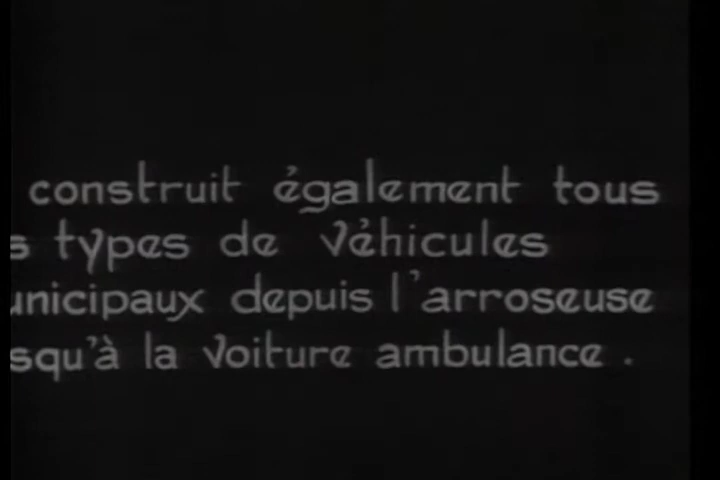 construit également tous
s types de véhicules
unicipaux depuis l'arroseuse
squ'à la voiture ambulance.